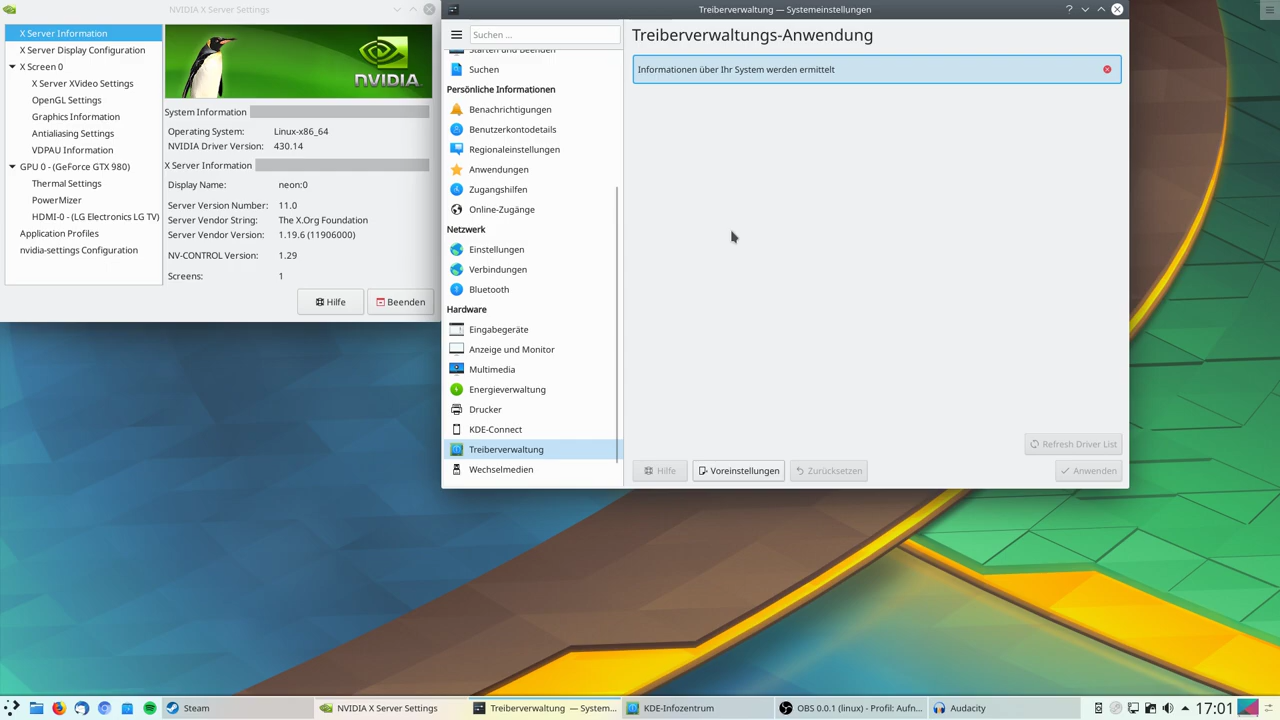 NVIDIA X Server Settings
X Server Information
X Server Display Configuration
X Screen 0
X Server XVideo Settings
OpenGL Settings
Graphics Information
Antialiasing Settings
VDPAU Information
GPU 0 - (GeForce GTX 980)
Thermal Settings
PowerMizer
HDMI-0 - (LG Electronics LG TV)
Application Profiles
nvidia-settings Configuration
NVIDIA.
System Information
Operating System: Linux-x86_64
NVIDIA Driver Version: 430.14
X Server Information
Display Name: neon:0
Server Version Number: 11.0
Server Vendor String: The X.Org Foundation
Server Vendor Version: 1.19.6 (11906000)
NV-CONTROL Version: 1.29
Screens: 1
Hilfe
Beenden
Treiberverwaltung — Systemeinstellungen
Suchen ...
Starten und Beenden
Suchen
Persönliche Informationen
Benachrichtigungen
Benutzerkontodetails
Regionaleinstellungen
Anwendungen
Zugangshilfen
Online-Zugänge
Netzwerk
Einstellungen
Verbindungen
Bluetooth
Hardware
Eingabegeräte
Anzeige und Monitor
Multimedia
Energieverwaltung
Drucker
KDE-Connect
Treiberverwaltung
Wechselmedien
Treiberverwaltungs-Anwendung
Informationen über Ihr System werden ermittelt
Refresh Driver List
Hilfe
Voreinstellungen
Zurücksetzen
Anwenden
Steam
NVIDIA X Server Settings
Treiberverwaltung — System...
KDE-Infozentrum
OBS 0.0.1 (linux) - Profil: Aufn...
Audacity
17:01